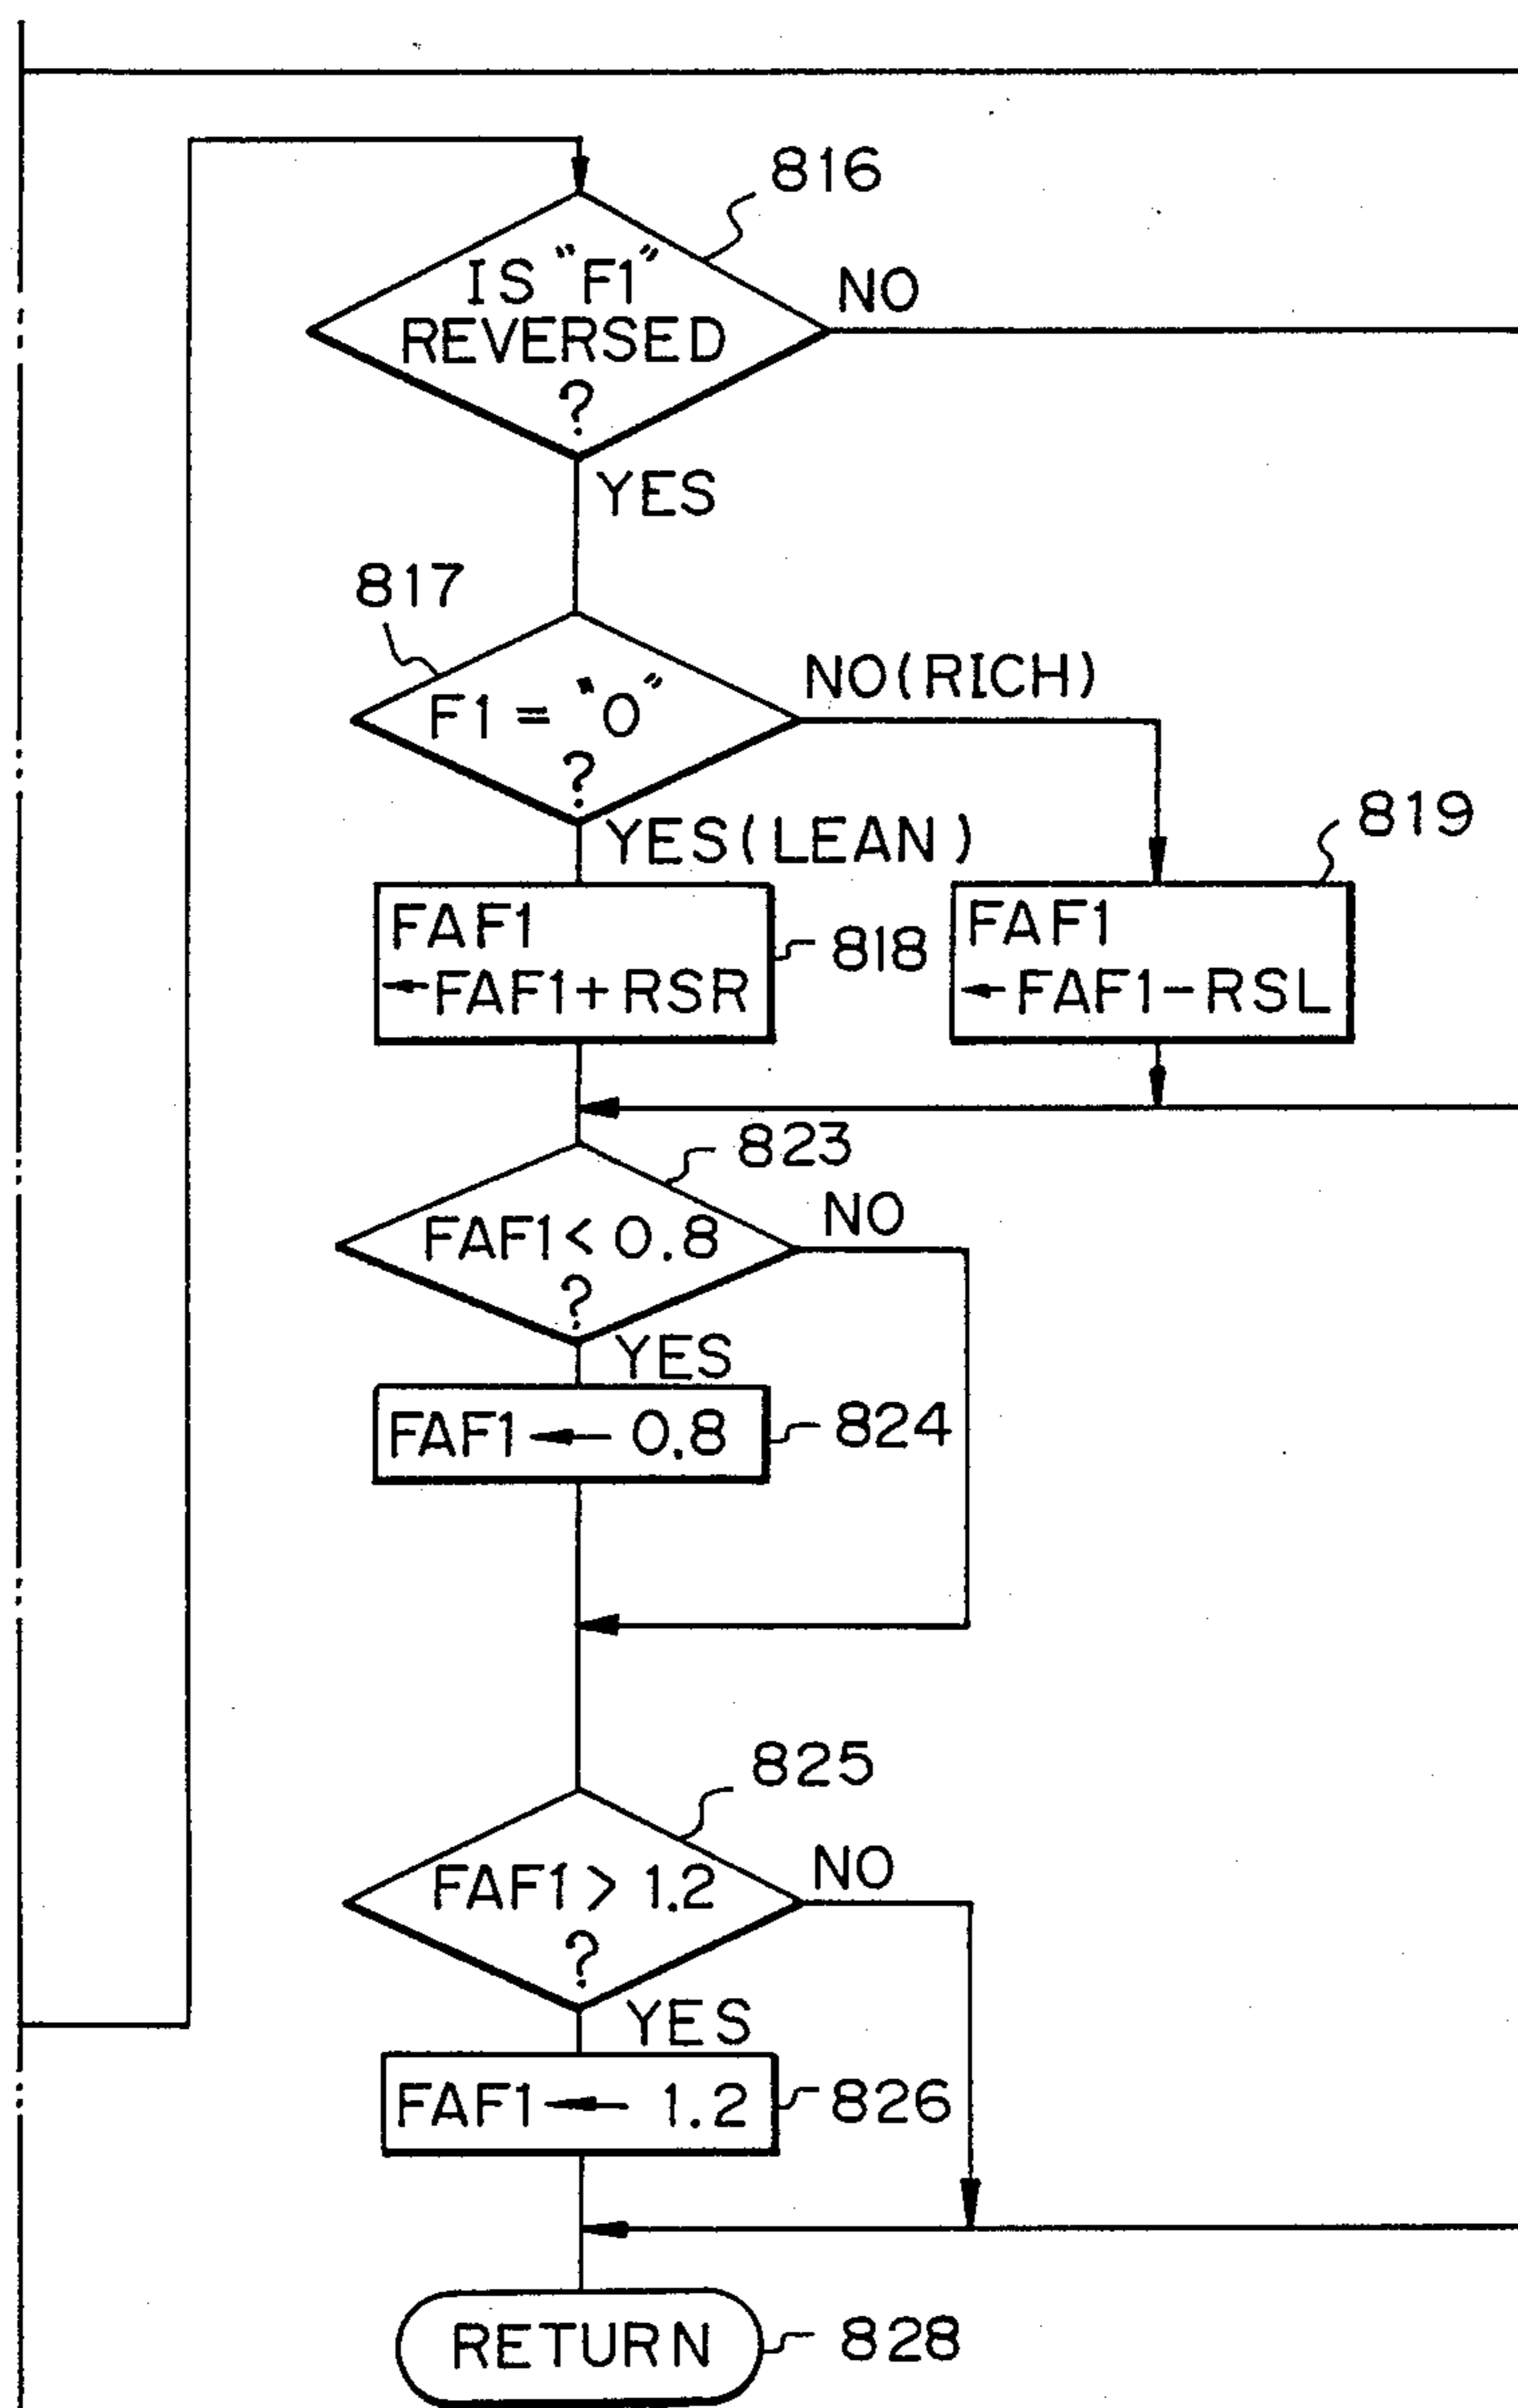 816
IS "F1"
REVERSED
?
NO
YES
817
F1 = "0"
?
NO(RICH)
YES(LEAN)
819
FAF1
←FAF1+RSR
818
FAF1
←FAF1-RSL
823
FAF1< 0.8
?
NO
YES
FAF1← 0.8
824
825
FAF1> 1.2
?
NO
YES
FAF1← 1.2
826
RETURN
828